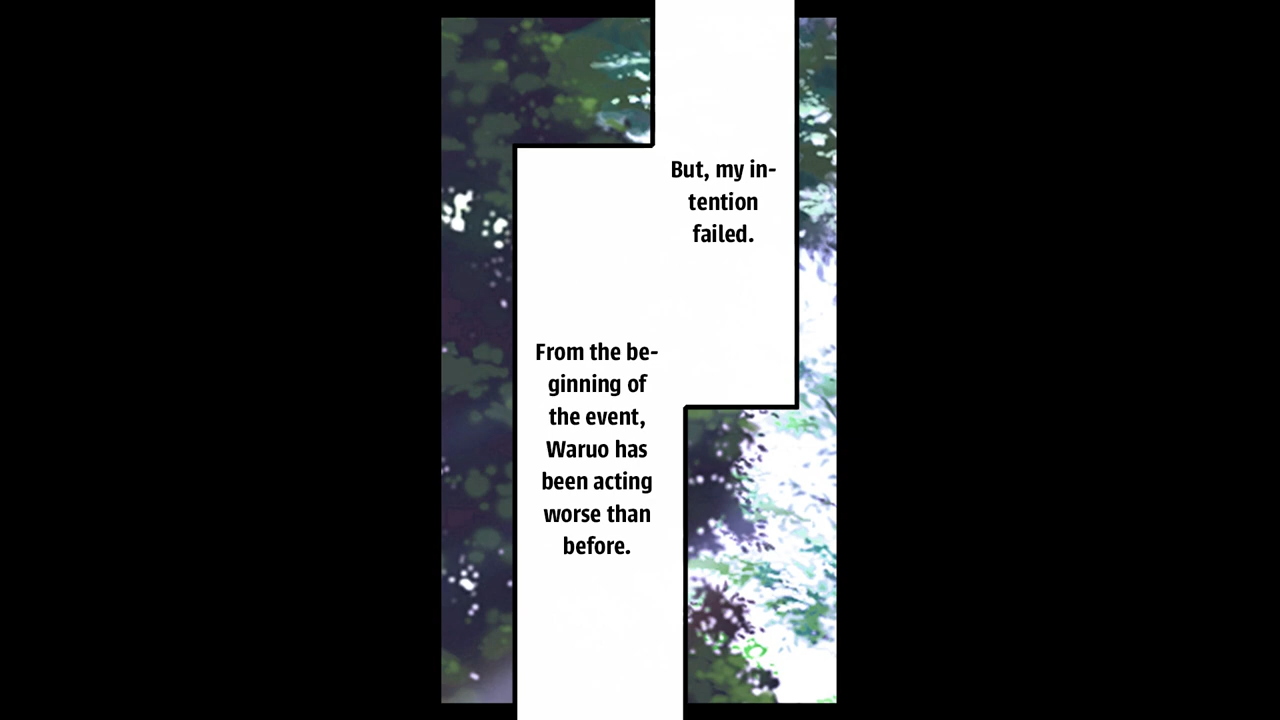 But, my in-
tention
failed.
From the be-
ginning of
the event,
Waruo has
been acting
worse than
before.